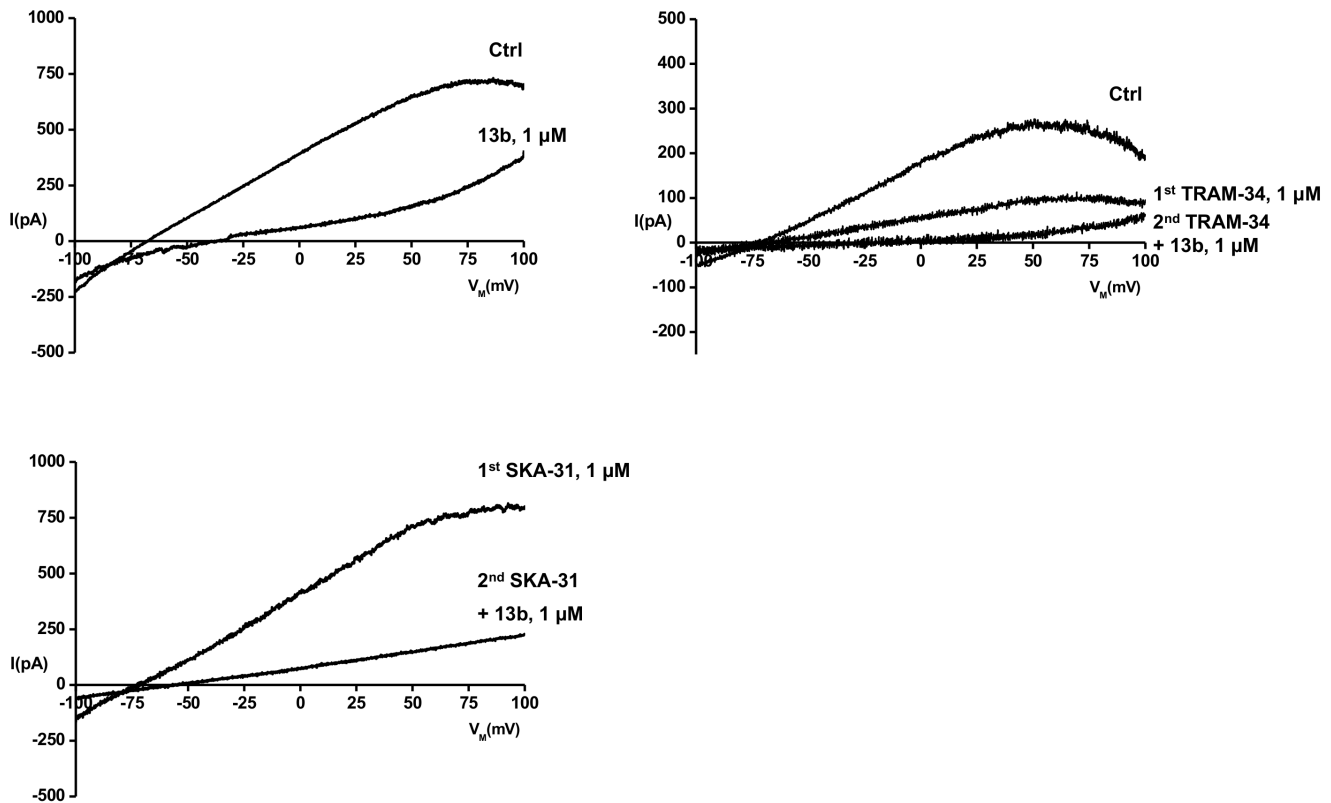 1000
750
500
250
0
-250
-500
I(pA)
Ctrl
13b, 1 µM
-100 -75 -50 -25 0 25 50 75 100
VM(mV)
500
400
300
200
100
0
-100
-200
I(pA)
Ctrl
1st TRAM-34, 1 µM
2nd TRAM-34
+ 13b, 1 µM
-100 -75 -50 -25 0 25 50 75 100
VM(mV)
1000
750
500
250
0
-250
-500
I(pA)
1st SKA-31, 1 µM
2nd SKA-31
+ 13b, 1 µM
-100 -75 -50 -25 0 25 50 75 100
VM(mV)